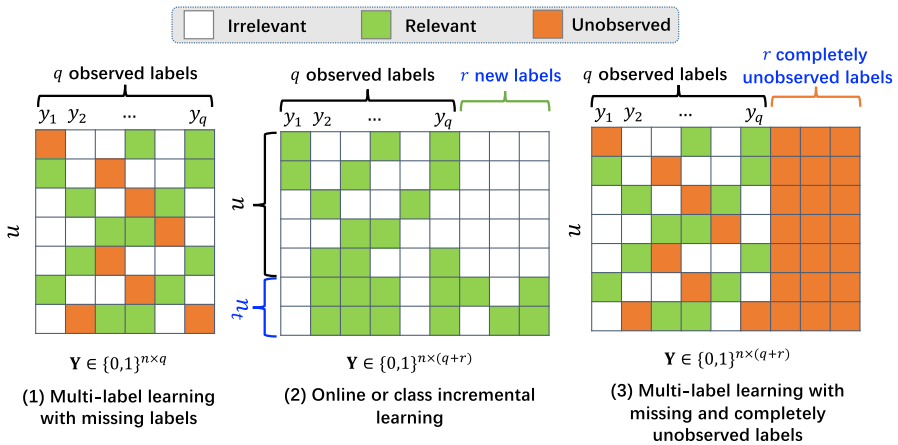 Irrelevant Relevant Unobserved
q observed labels
y1 y2 ... yq
n
Y ∈ {0,1}^n×q
(1) Multi-label learning
with missing labels
q observed labels r new labels
y1 y2 ... yq
n
nt
Y ∈ {0,1}^n×(q+r)
(2) Online or class incremental
learning
r completely
q observed labels unobserved labels
y1 y2 ... yq
n
Y ∈ {0,1}^n×(q+r)
(3) Multi-label learning with
missing and completely
unobserved labels